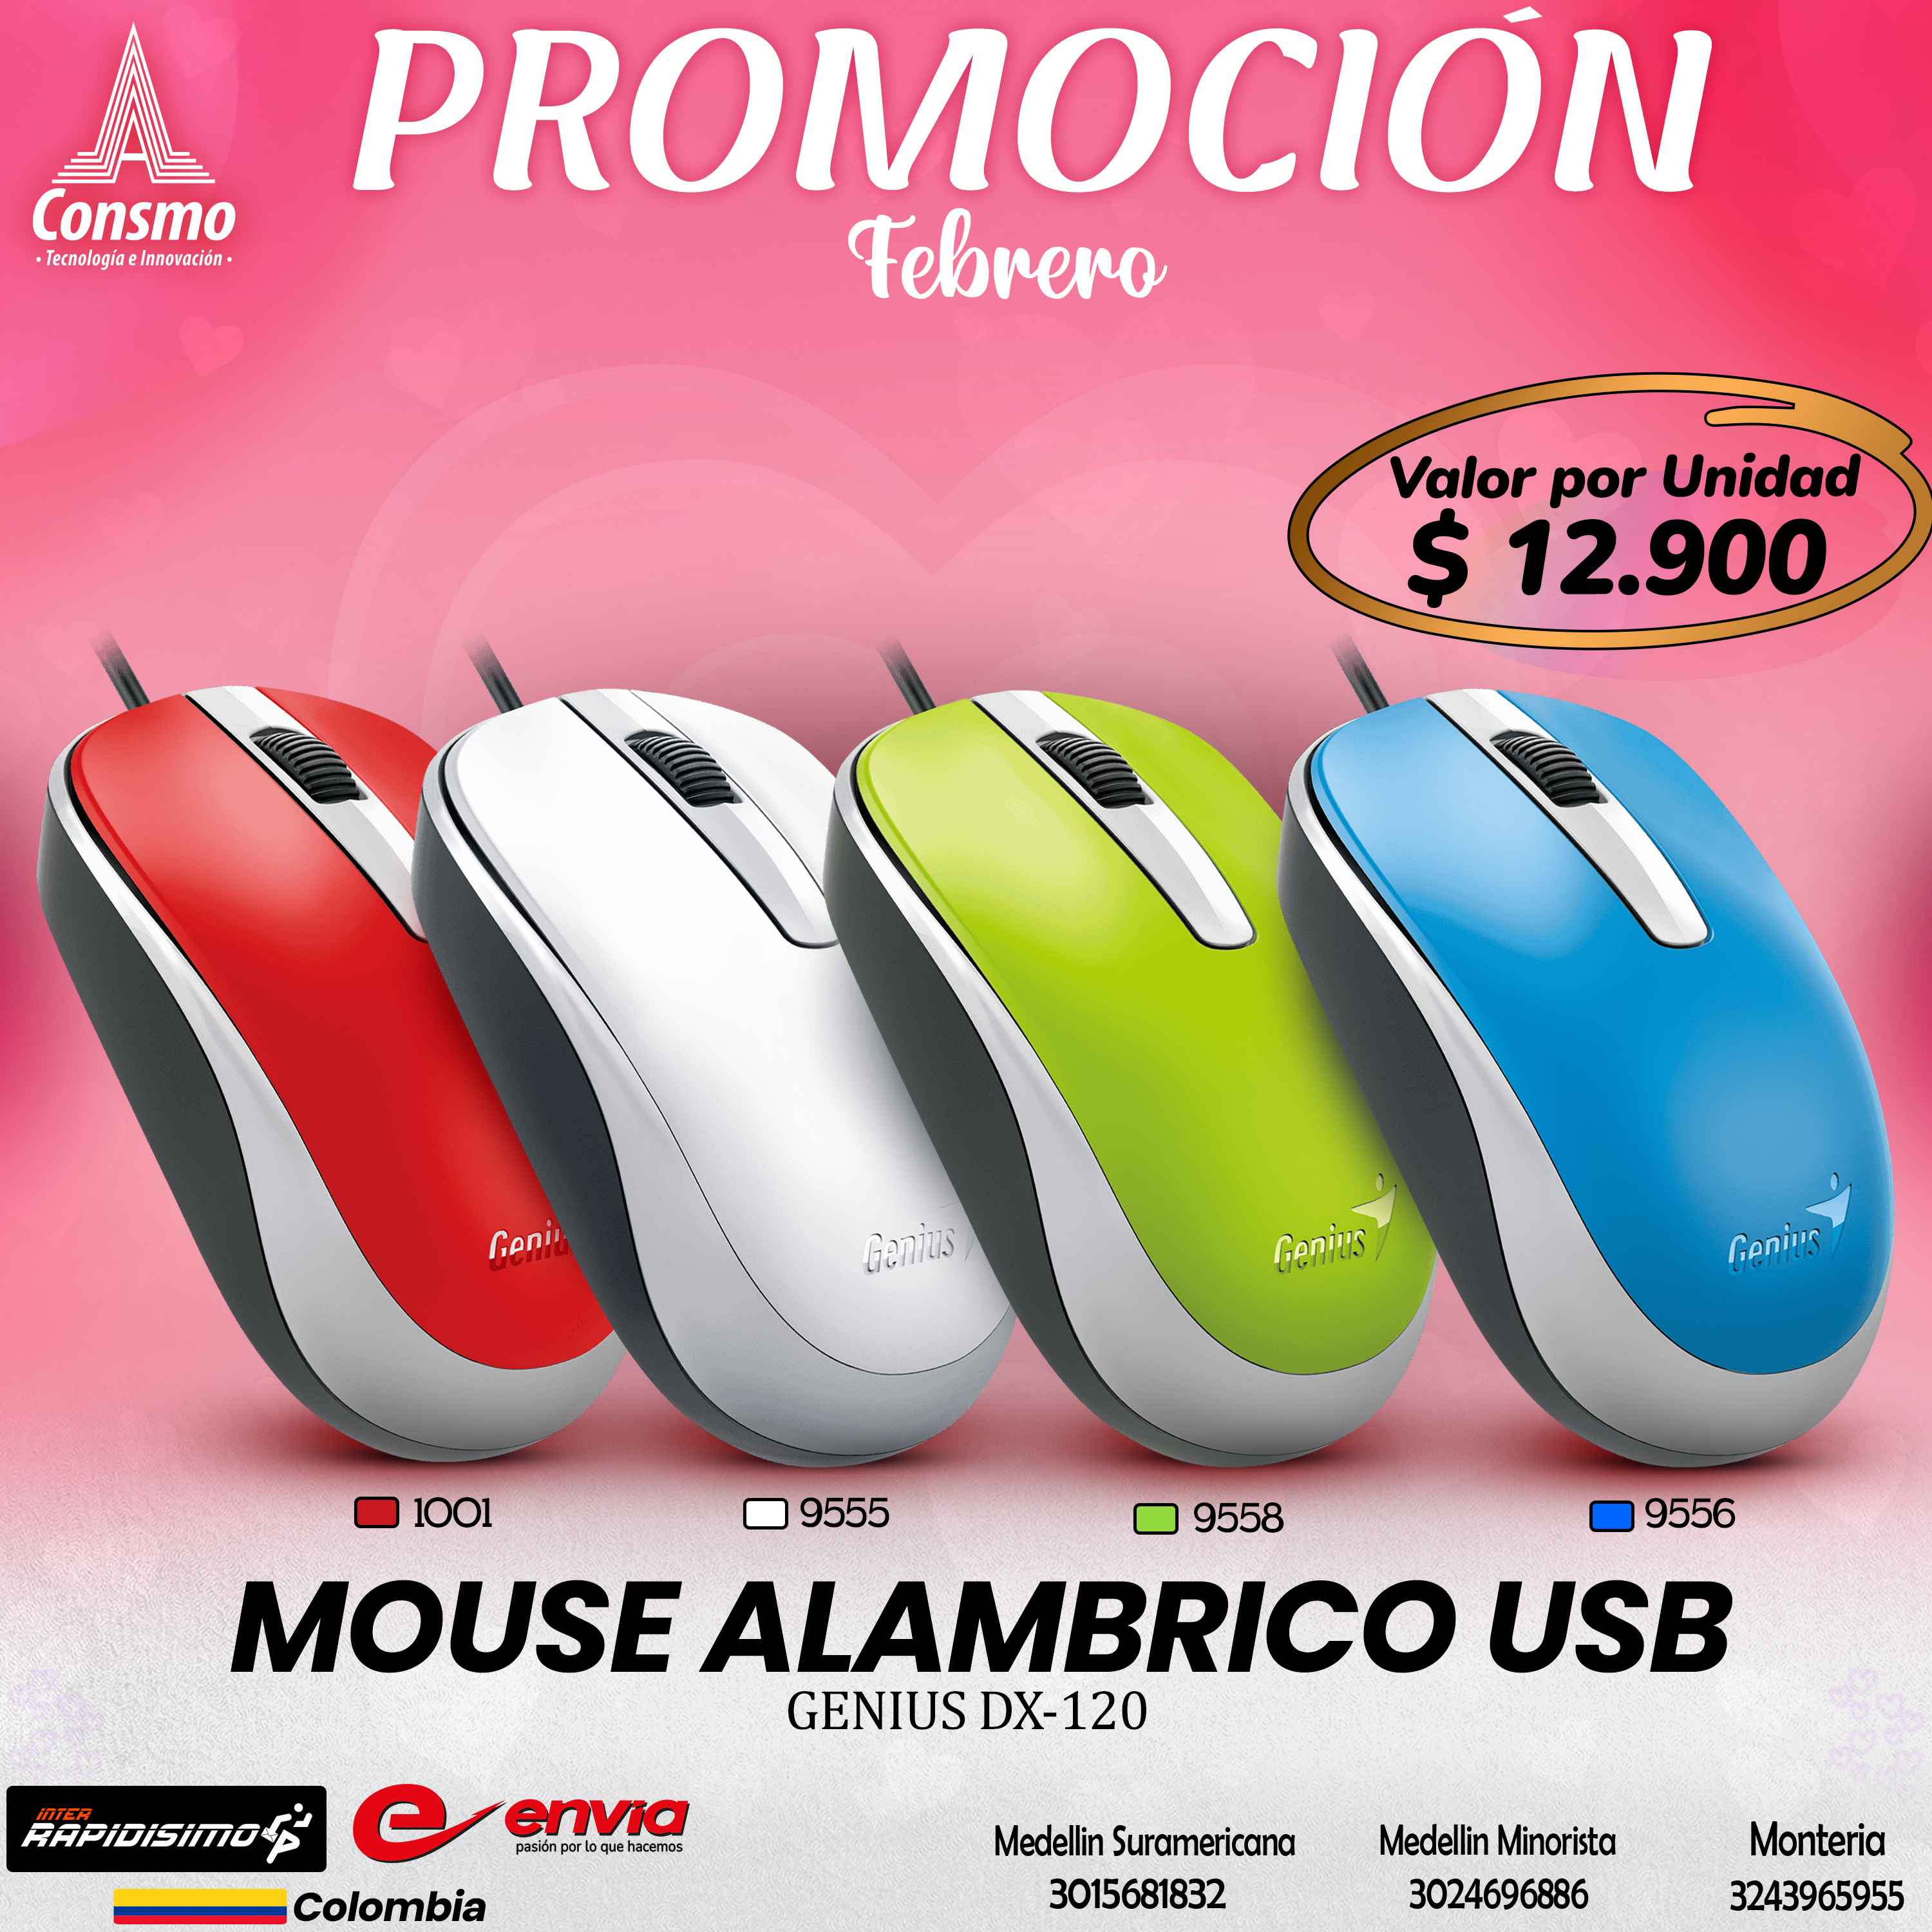 PROMOCIÓN
Febrero
A
Consmo
• Tecnología e Innovación •
Valor por Unidad
$ 12.900
Geniu
Genius
Genius
Genius
1001
9555
9558
9556
MOUSE ALAMBRICO USB
GENIUS DX-120
INTER
RAPIDISIMO
e envía
pasión por lo que hacemos
Colombia
Medellin Suramericana
3015681832
Medellin Minorista
3024696886
Monteria
3243965955